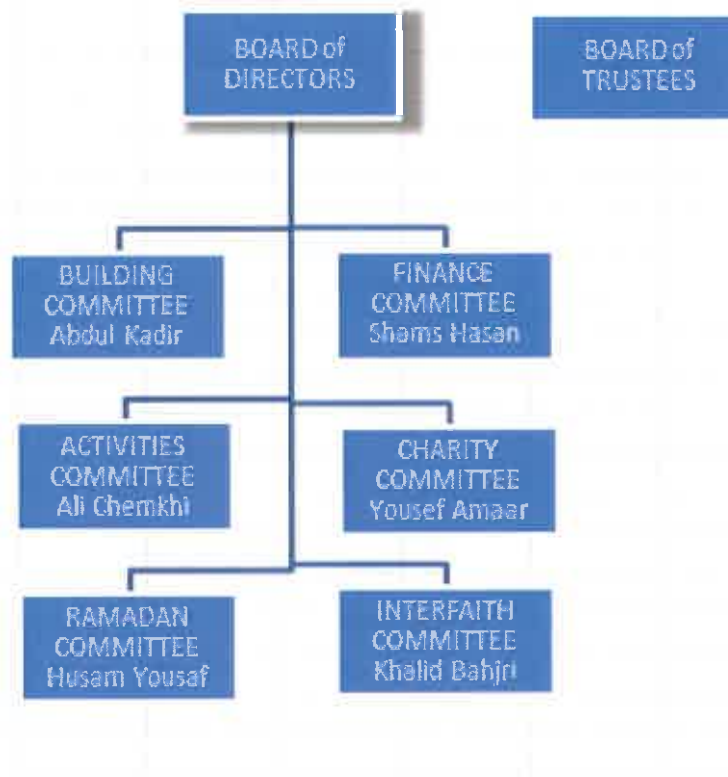 BOARD of
DIRECTORS
BOARD of
TRUSTEES
BUILDING
COMMITTEE
Abdul Kadir
FINANCE
COMMITTEE
Shams Hasan
ACTIVITIES
COMMITTEE
Ali Chemkhi
CHARITY
COMMITTEE
Yousef Amaar
RAMADAN
COMMITTEE
Husam Yousaf
INTERFAITH
COMMITTEE
Khalid Bahjri